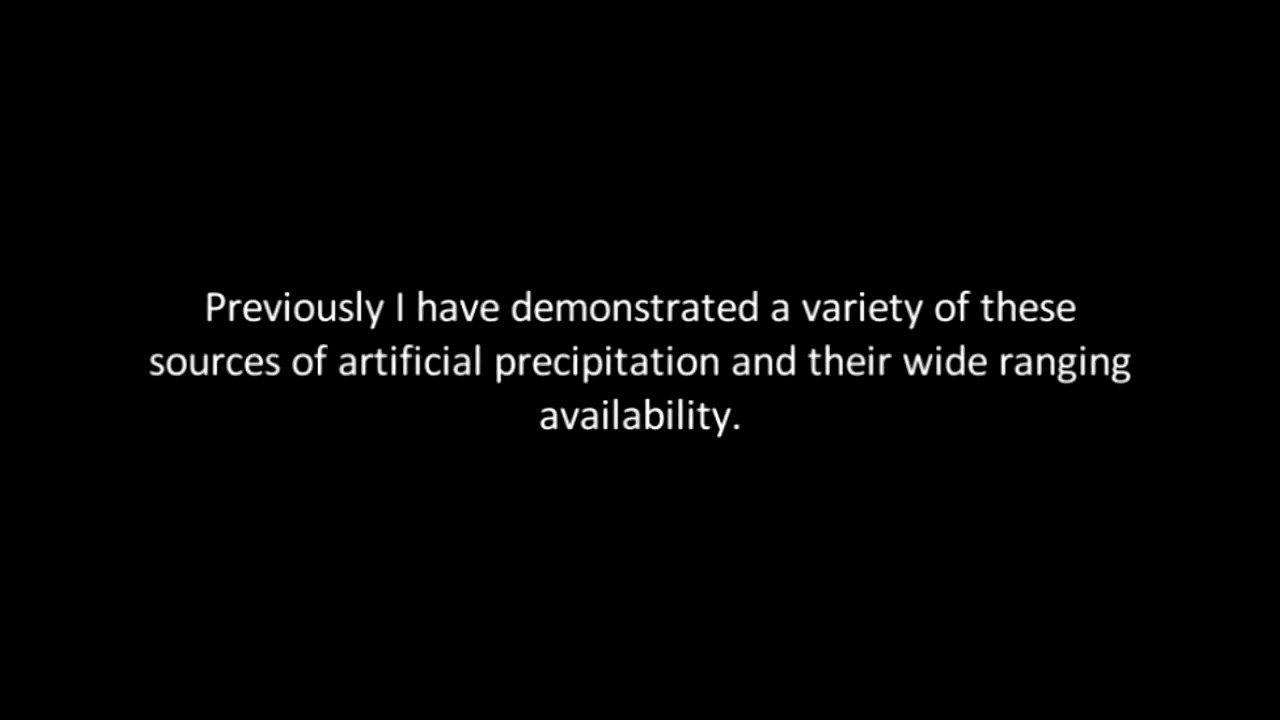 Previously I have demonstrated a variety of these
sources of artificial precipitation and their wide ranging
availability.